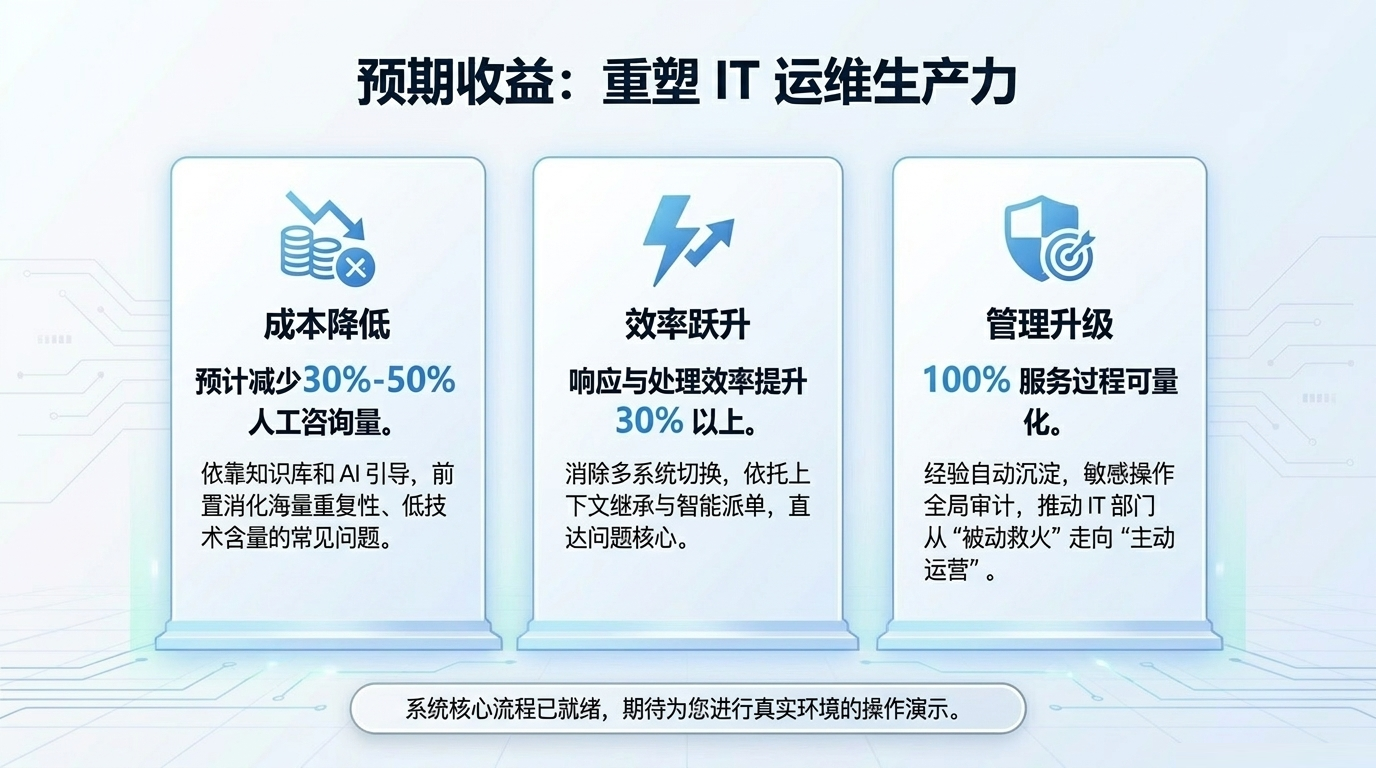 预期收益：重塑 IT 运维生产力
成本降低
预计减少30%-50%
人工咨询量。
依靠知识库和 AI 引导，前
置消化海量重复性、低技
术含量的常见问题。
效率跃升
响应与处理效率提升
30% 以上。
消除多系统切换，依托上
下文继承与智能派单，直
达问题核心。
管理升级
100% 服务过程可量
化。
经验自动沉淀，敏感操作
全局审计，推动 IT 部门
从“被动救火”走向“主动
运营”。
系统核心流程已就绪，期待为您进行真实环境的操作演示。